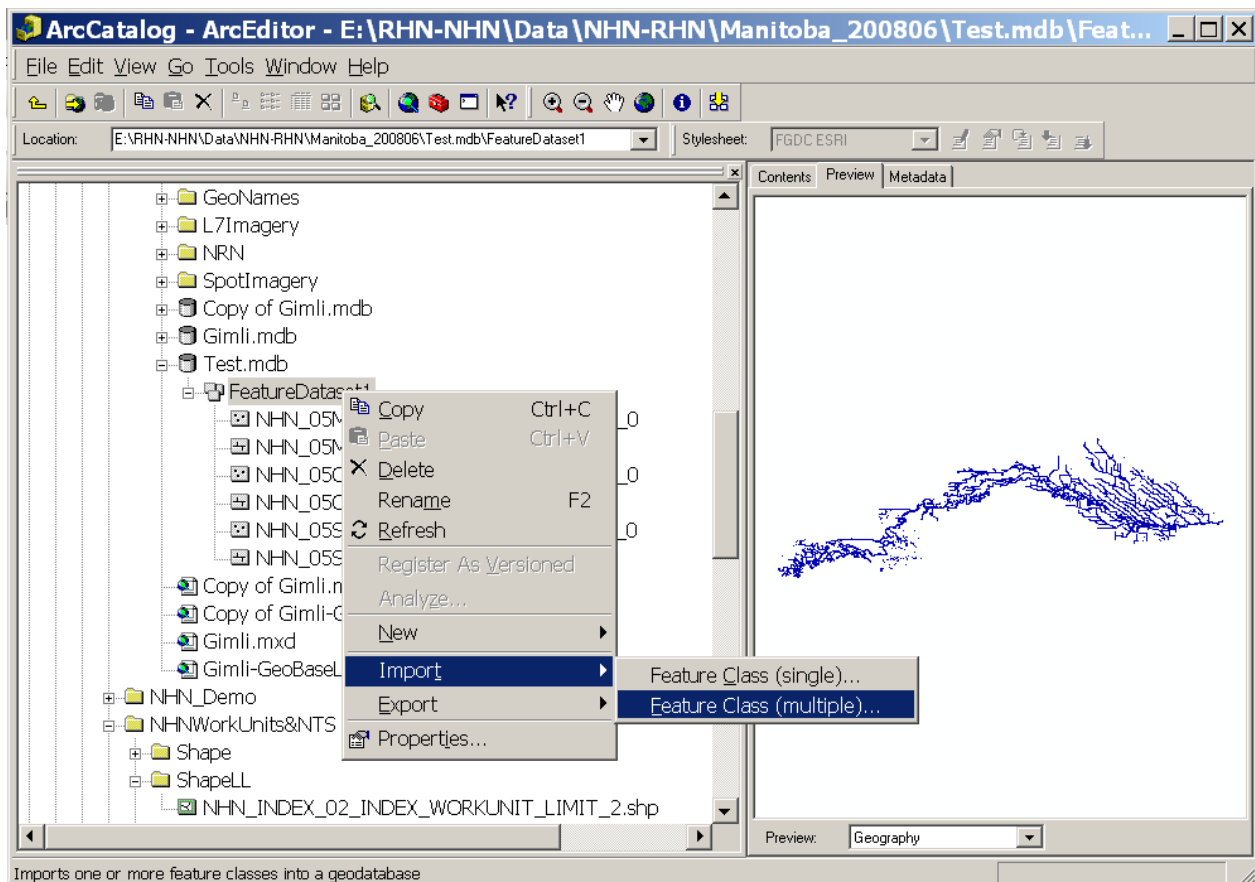 ArcCatalog - ArcEditor - E:\RHN-NHN\Data\NHN-RHN\Manitoba_200806\Test.mdb\Feat...
File Edit View Go Tools Window Help
Location: E:\RHN-NHN\Data\NHN-RHN\Manitoba_200806\Test.mdb\FeatureDataset1 Stylesheet: FGDC ESRI
Contents Preview Metadata
GeoNames
L7Imagery
NRN
SpotImagery
Copy of Gimli.mdb
Gimli.mdb
Test.mdb
FeatureDataset1
NHN_05M _0
NHN_05M
NHN_05O _0
NHN_05O
NHN_05S _0
NHN_05S
Copy of Gimli.m
Copy of Gimli-G
Gimli.mxd
Gimli-GeoBaseL
NHN_Demo
NHNWorkUnits&NTS
Shape
ShapeLL
NHN_INDEX_02_INDEX_WORKUNIT_LIMIT_2.shp
Copy Ctrl+C
Paste Ctrl+V
Delete
Rename F2
Refresh
Register As Versioned
Analyze...
New
Import
Export
Properties...
Feature Class (single)...
Feature Class (multiple)...
Preview: Geography
Imports one or more feature classes into a geodatabase